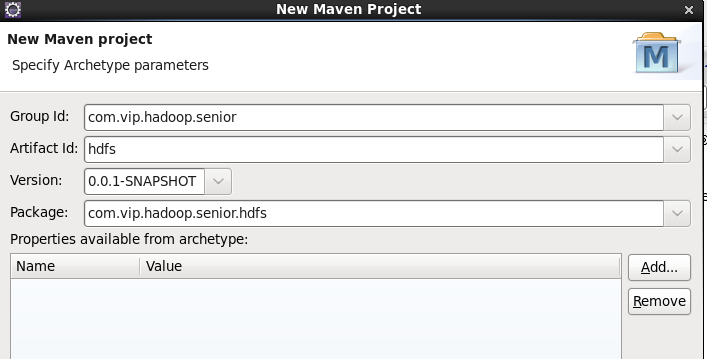 New Maven Project
New Maven project
Specify Archetype parameters
M
Group Id: com.vip.hadoop.senior
Artifact Id: hdfs
Version: 0.0.1-SNAPSHOT
Package: com.vip.hadoop.senior.hdfs
Properties available from archetype:
Name Value Add...
Remove